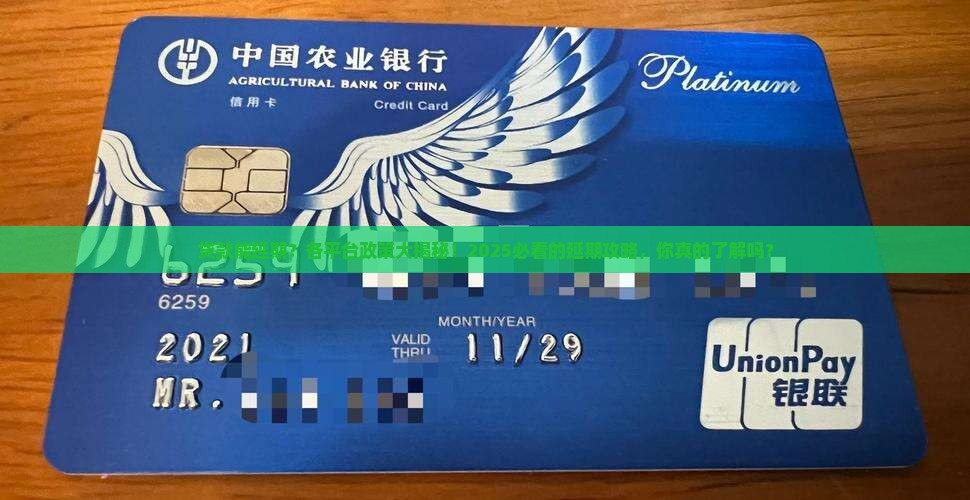 中国农业银行
AGRICULTURAL BANK OF CHINA
信用卡 Credit Card
Platinum
各平台政策大揭秘！2025必看的延期攻略，你真的了解吗？
6259
6259
MONTH/YEAR
2021 VALID THRU 11/29
MR.
UnionPay
银联